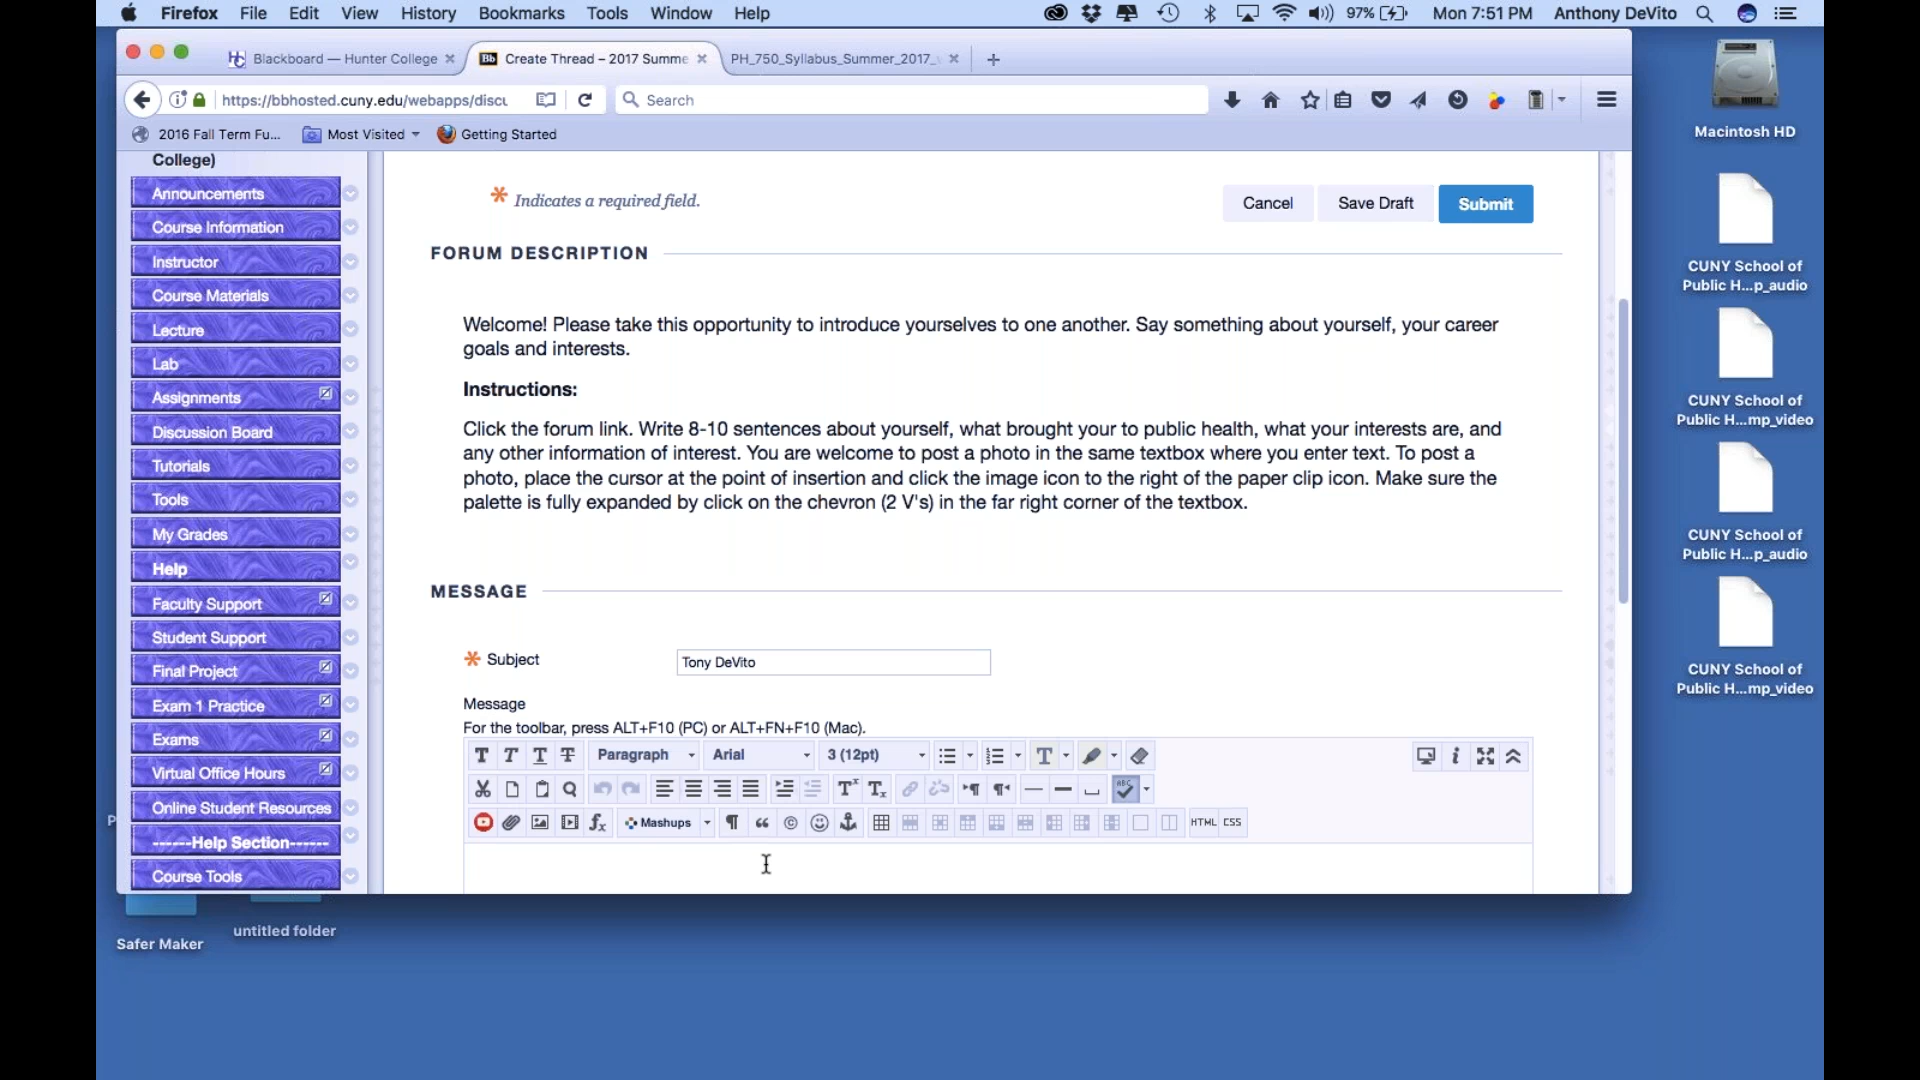 Firefox File Edit View History Bookmarks Tools Window Help 97% Mon 7:51 PM Anthony DeVito
Blackboard — Hunter College
Create Thread – 2017 Summe
PH_750_Syllabus_Summer_2017_
https://bbhosted.cuny.edu/webapps/discu
Search
2016 Fall Term Fu...
Most Visited
Getting Started
College)
Announcements
Course Information
Instructor
Course Materials
Lecture
Lab
Assignments
Discussion Board
Tutorials
Tools
My Grades
Help
Faculty Support
Student Support
Final Project
Exam 1 Practice
Exams
Virtual Office Hours
Online Student Resources
------Help Section------
Course Tools
Indicates a required field.
Cancel
Save Draft
Submit
FORUM DESCRIPTION
Welcome! Please take this opportunity to introduce yourselves to one another. Say something about yourself, your career
goals and interests.
Instructions:
Click the forum link. Write 8-10 sentences about yourself, what brought your to public health, what your interests are, and
any other information of interest. You are welcome to post a photo in the same textbox where you enter text. To post a
photo, place the cursor at the point of insertion and click the image icon to the right of the paper clip icon. Make sure the
palette is fully expanded by click on the chevron (2 V's) in the far right corner of the textbox.
MESSAGE
Subject
Tony DeVito
Message
For the toolbar, press ALT+F10 (PC) or ALT+FN+F10 (Mac).
Paragraph Arial 3 (12pt)
Mashups HTML CSS
Macintosh HD
CUNY School of
Public H...p_audio
CUNY School of
Public H...mp_video
CUNY School of
Public H...p_audio
CUNY School of
Public H...mp_video
P
Safer Maker
untitled folder